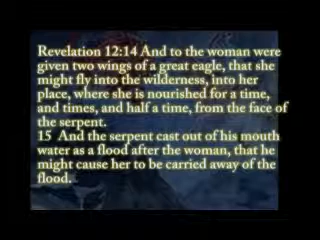 Revelation 12:14 And to the woman were
given two wings of a great eagle, that she
might fly into the wilderness, into her
place, where she is nourished for a time,
and times, and half a time, from the face of
the serpent.
15 And the serpent cast out of his mouth
water as a flood after the woman, that he
might cause her to be carried away of the
flood.